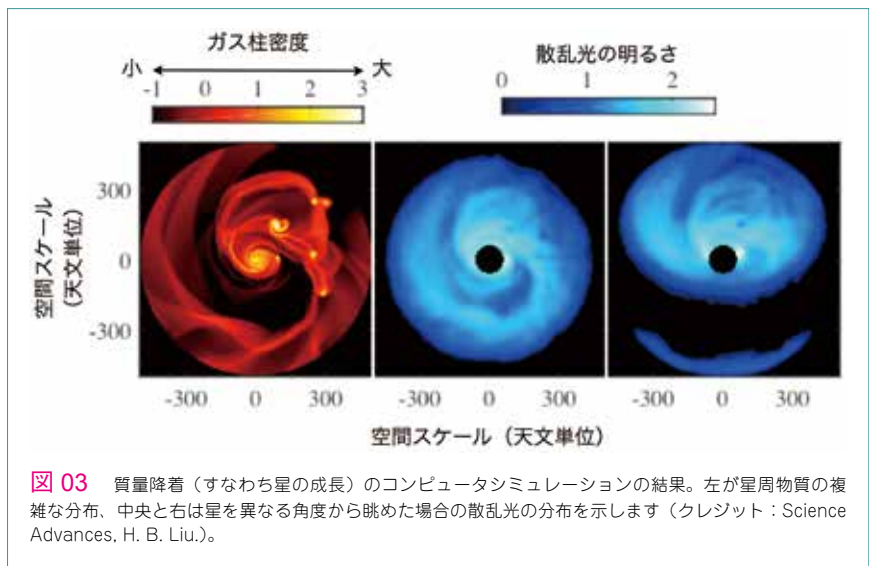 ガス柱密度
小 大
-1 0 1 2 3
散乱光の明るさ
0 1 2
空間スケール
(天文単位)
300
0
-300
-300 0 300 -300 0 300 -300 0 300
空間スケール（天文単位）
図 03 質量降着（すなわち星の成長）のコンピュータシミュレーションの結果。左が星周物質の複
雑な分布、中央と右は星を異なる角度から眺めた場合の散乱光の分布を示します（クレジット：Science
Advances, H. B. Liu.）。